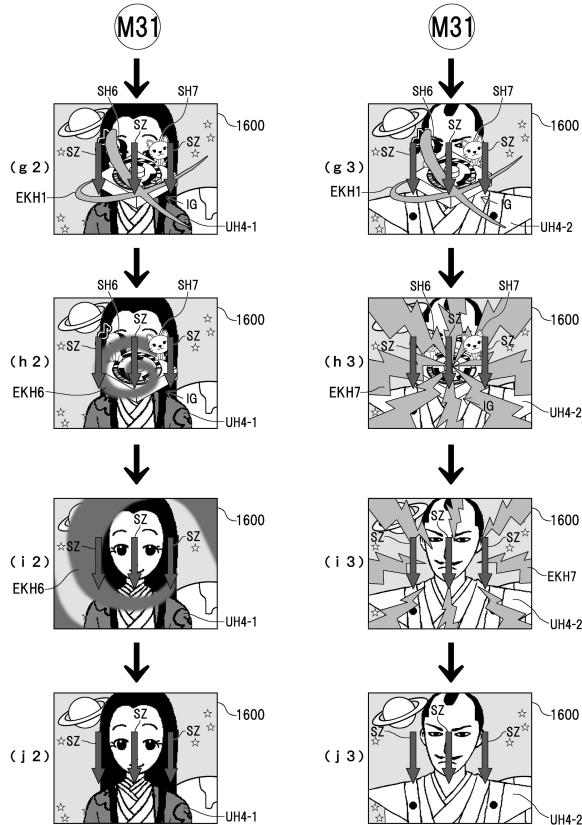 M31 M31
SH6 SH7 SH6 SH7
SZ 1600 SZ 1600
SZ SZ SZ SZ
(g2) (g3)
EKH1 IG EKH1 IG
UH4-1 UH4-2
SH6 SH7 SH6 SH7
SZ 1600 SZ 1600
SZ SZ SZ SZ
(h2) (h3)
EKH6 IG EKH7 IG
UH4-1 UH4-2
SZ 1600 SZ 1600
SZ SZ SZ SZ
(i2) (i3)
EKH6 EKH7
UH4-1 UH4-2
SZ 1600 SZ 1600
SZ SZ SZ SZ
(j2) (j3)
UH4-1 UH4-2